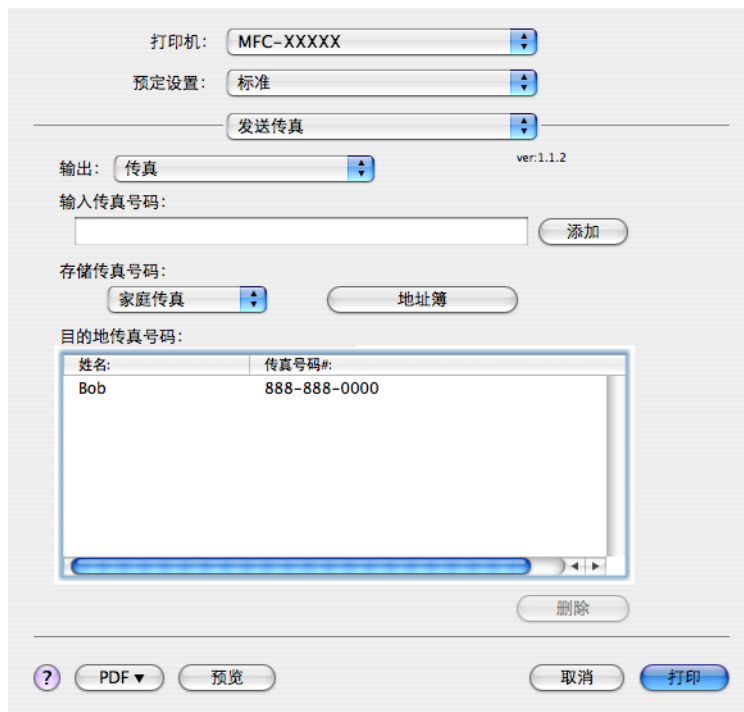 打印机: MFC-XXXXX
预定设置: 标准
发送传真
ver:1.1.2
输出: 传真
输入传真号码:
添加
存储传真号码:
家庭传真 地址簿
目的地传真号码:
姓名: 传真号码#:
Bob 888-888-0000
删除
? PDF▼ 预览 取消 打印